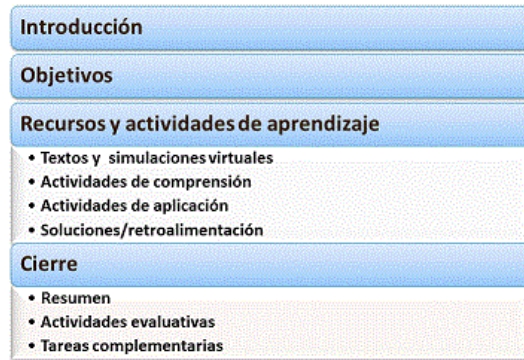 Introducción
Objetivos
Recursos y actividades de aprendizaje
• Textos y simulaciones virtuales
• Actividades de comprensión
• Actividades de aplicación
• Soluciones/retroalimentación
Cierre
• Resumen
• Actividades evaluativas
• Tareas complementarias